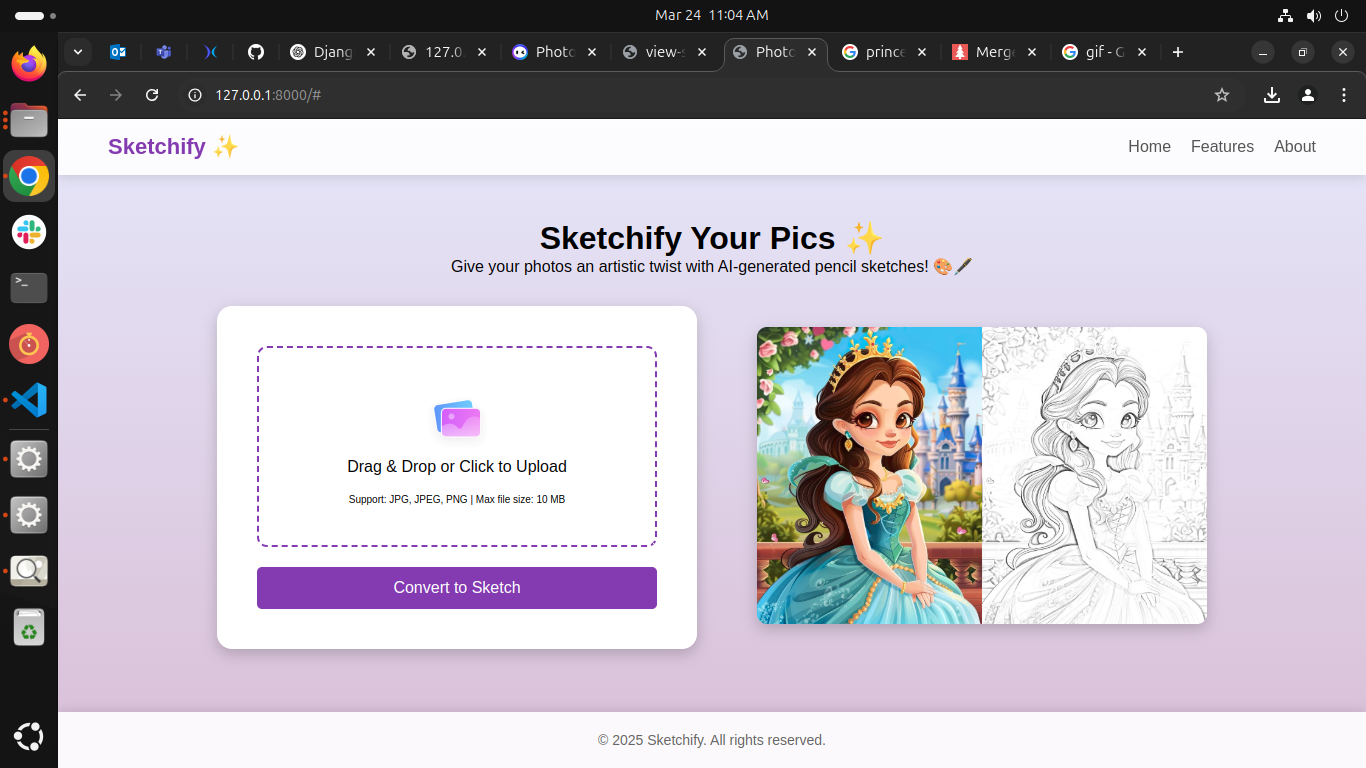 Mar 24 11:04 AM
Djang
127.0.
Photo
view-s
Photo
prince
Merge
gif - G
127.0.0.1:8000/#
Sketchify ✨
Home Features About
Sketchify Your Pics ✨
Give your photos an artistic twist with AI-generated pencil sketches! 🎨🖋️
Drag & Drop or Click to Upload
Support: JPG, JPEG, PNG | Max file size: 10 MB
Convert to Sketch
© 2025 Sketchify. All rights reserved.